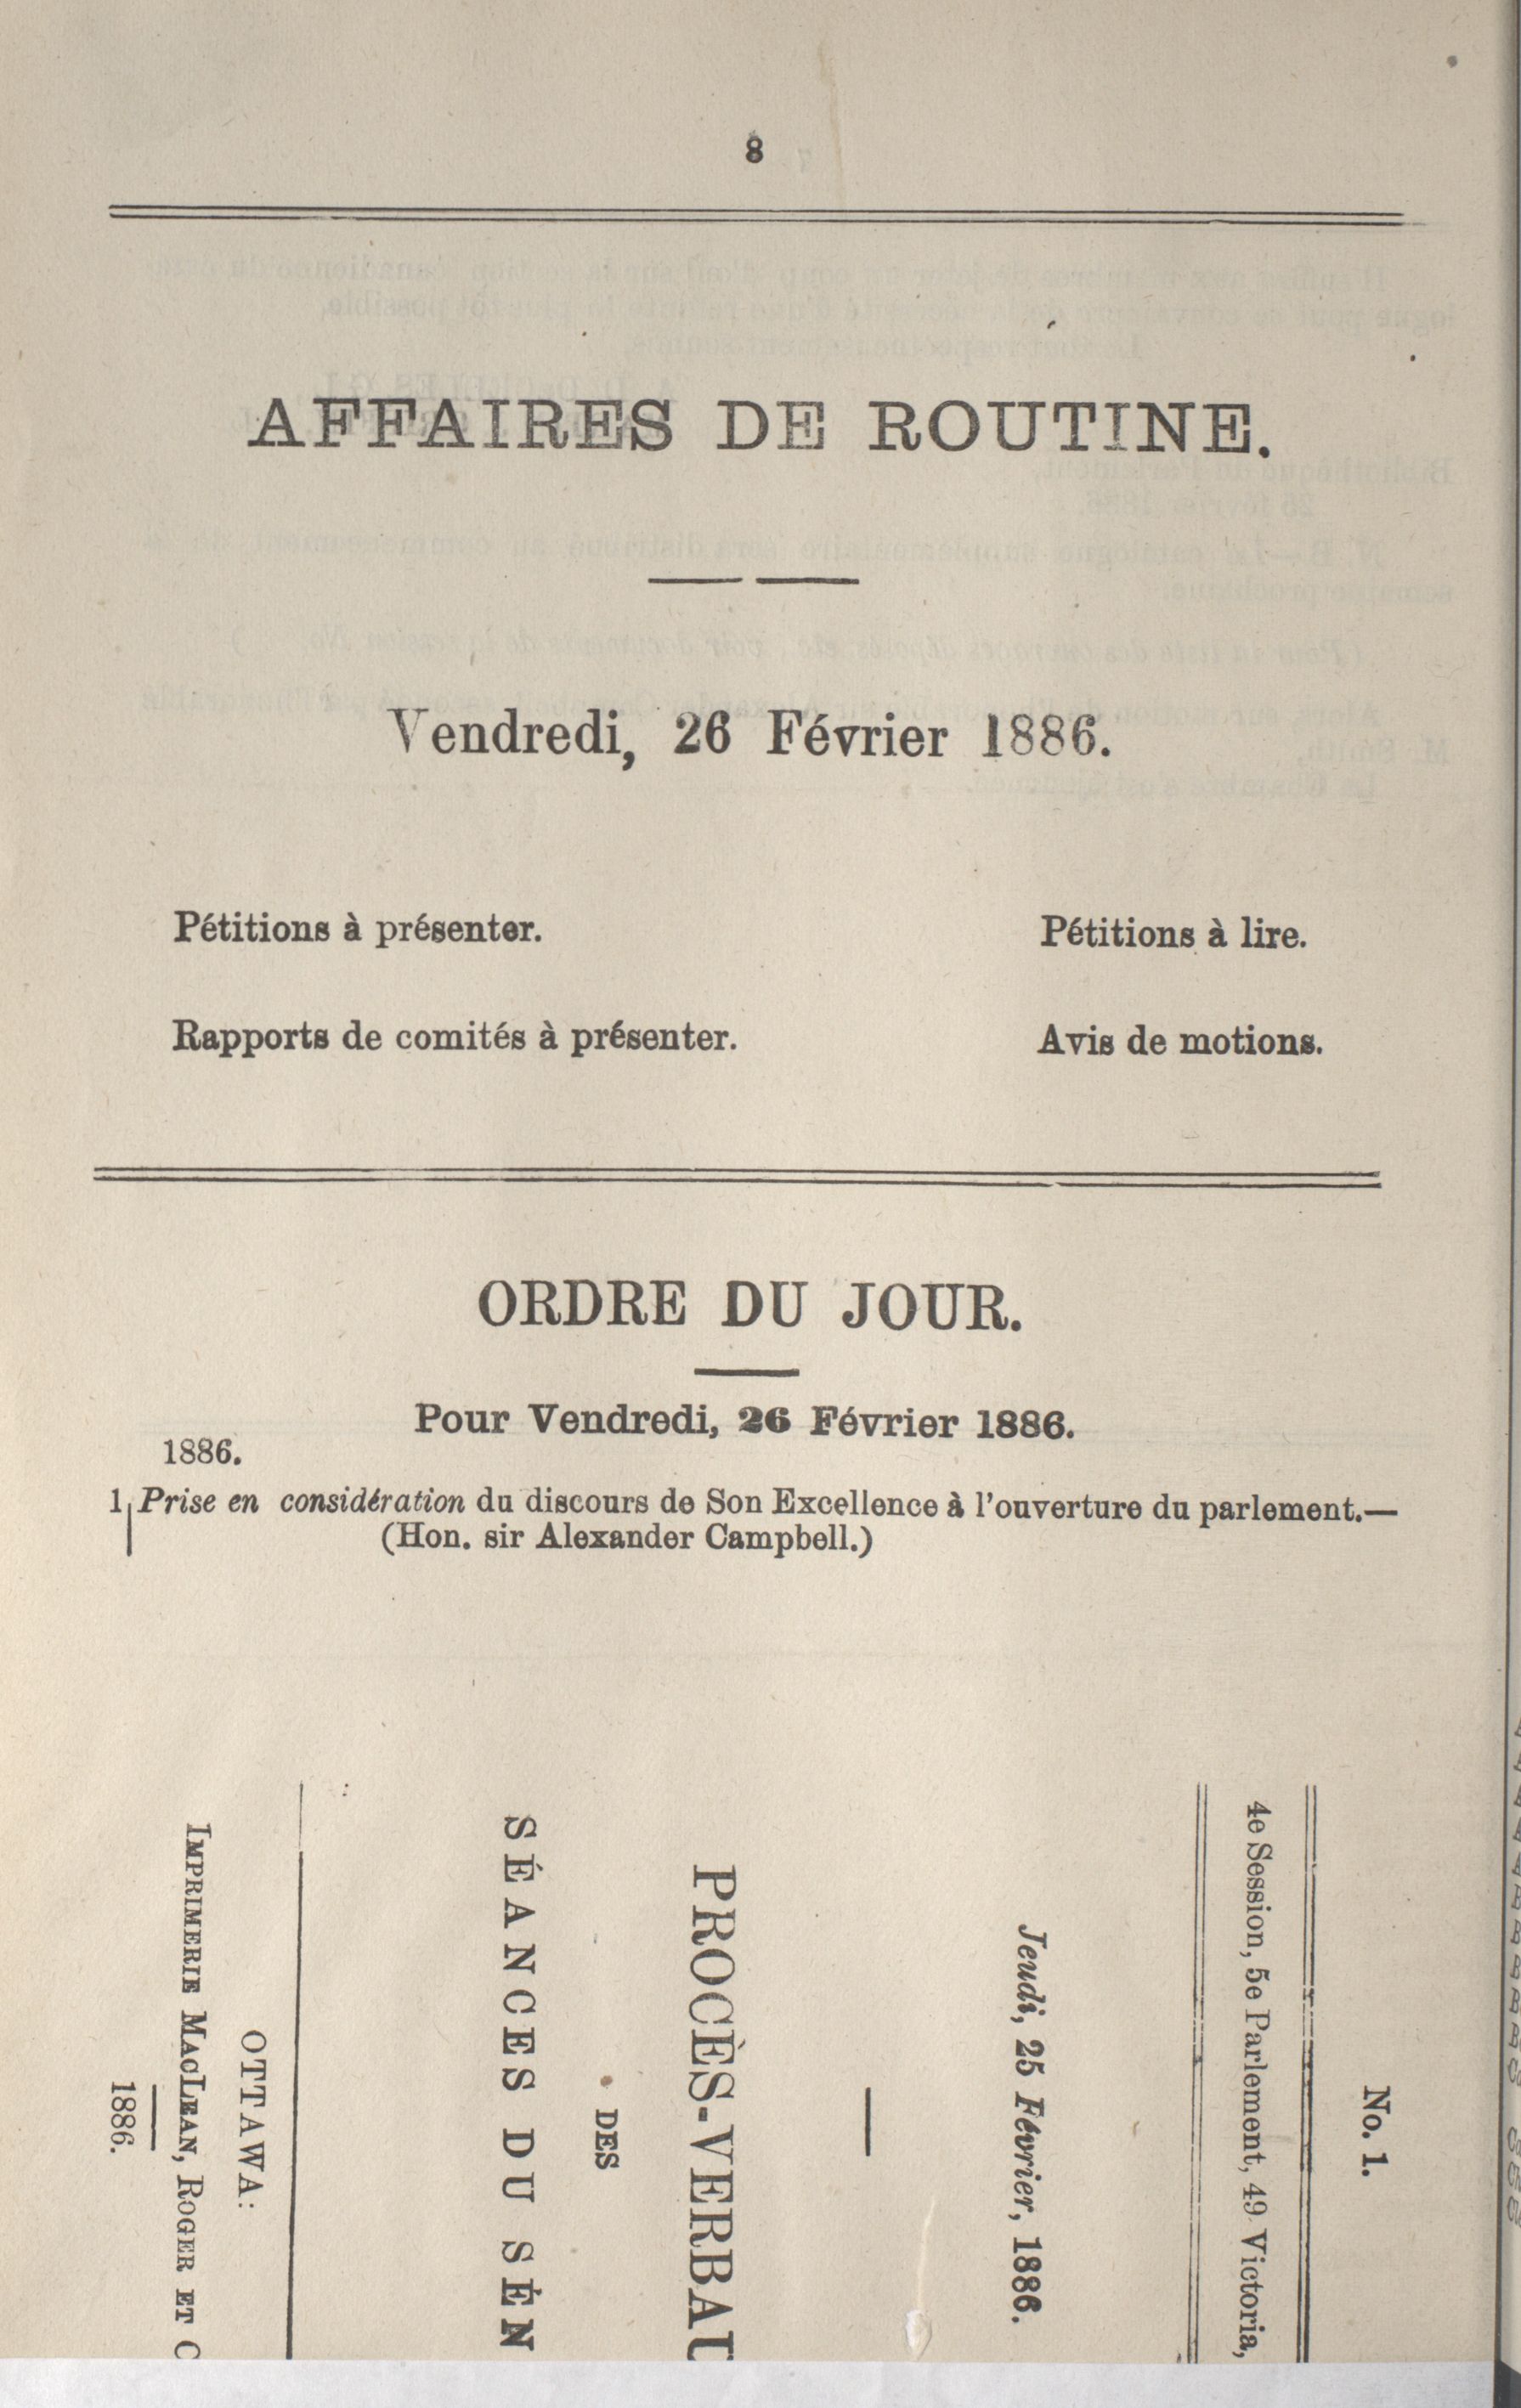 8
AFFAIRES DE ROUTINE.
Vendredi, 26 Février 1886.
Pétitions à présenter.
Pétitions à lire.
Rapports de comités à présenter.
Avis de motions.
ORDRE DU JOUR.
Pour Vendredi, 26 Février 1886.
1886.
1 Prise en considération du discours de Son Excellence à l'ouverture du parlement.—
(Hon. sir Alexander Campbell.)
No. 1.
4e Session, 5e Parlement, 49 Victoria,
Jeudi, 25 Février, 1886.
PROCÈS-VERBAU
DES
SÉANCES DU SÉN
OTTAWA:
IMPRIMERIE MACLEAN, ROGER ET C
1886.